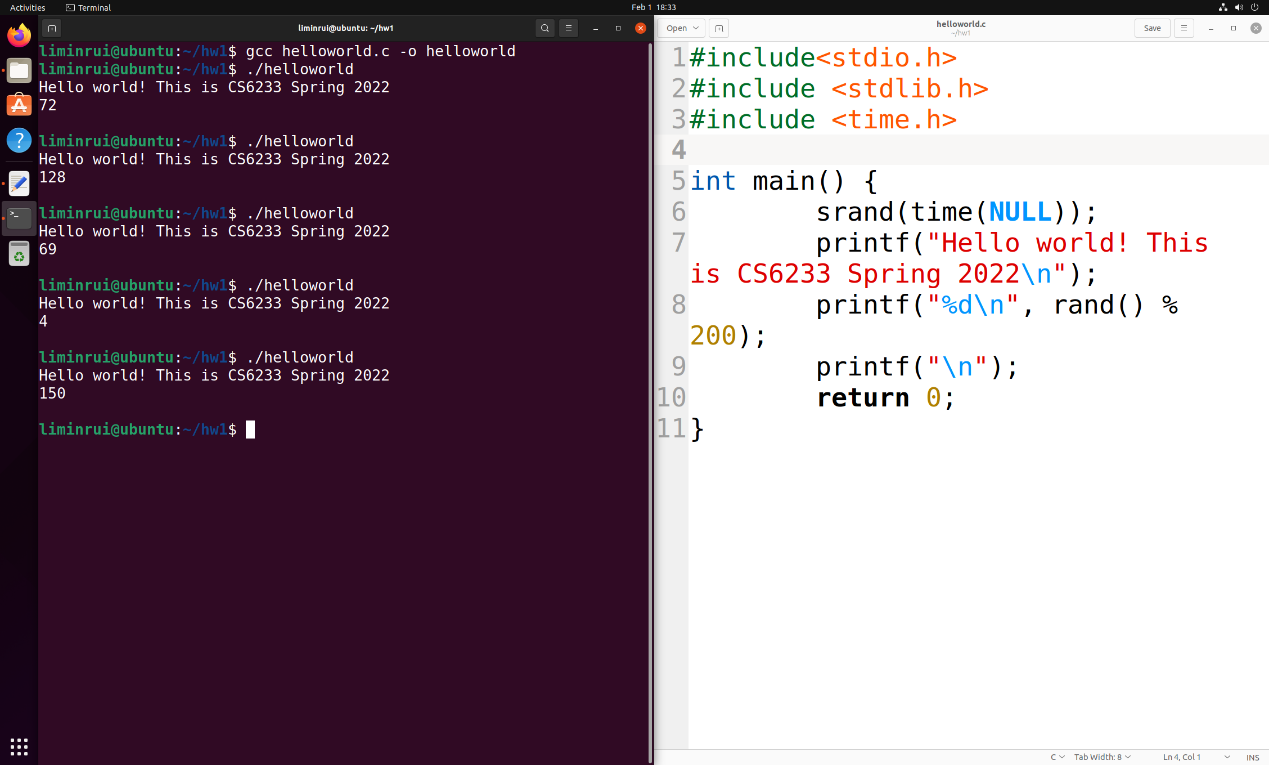 Activities Terminal Feb 1 18:33
liminrui@ubuntu: ~/hw1
liminrui@ubuntu:~/hw1$ gcc helloworld.c -o helloworld
liminrui@ubuntu:~/hw1$ ./helloworld
Hello world! This is CS6233 Spring 2022
72
liminrui@ubuntu:~/hw1$ ./helloworld
Hello world! This is CS6233 Spring 2022
128
liminrui@ubuntu:~/hw1$ ./helloworld
Hello world! This is CS6233 Spring 2022
69
liminrui@ubuntu:~/hw1$ ./helloworld
Hello world! This is CS6233 Spring 2022
4
liminrui@ubuntu:~/hw1$ ./helloworld
Hello world! This is CS6233 Spring 2022
150
liminrui@ubuntu:~/hw1$
Open helloworld.c Save
~/hw1
1 #include<stdio.h>
2 #include <stdlib.h>
3 #include <time.h>
4
5 int main() {
6 srand(time(NULL));
7 printf("Hello world! This
is CS6233 Spring 2022\n");
8 printf("%d\n", rand() %
200);
9 printf("\n");
10 return 0;
11 }
C Tab Width: 8 Ln 4, Col 1 INS